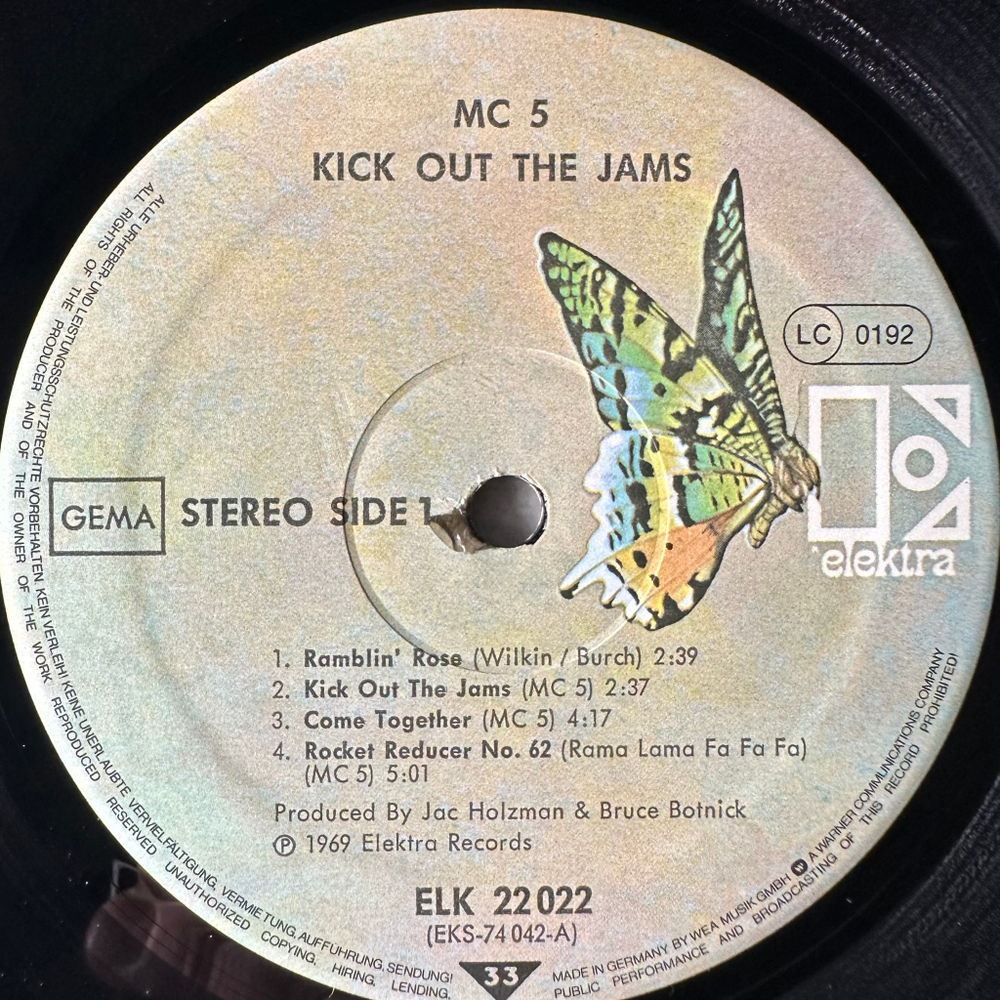 MC 5
KICK OUT THE JAMS
LC 0192
elektra
GEMA
STEREO SIDE 1
1. Ramblin' Rose (Wilkin / Burch) 2:39
2. Kick Out The Jams (MC 5) 2:37
3. Come Together (MC 5) 4:17
4. Rocket Reducer No. 62 (Rama Lama Fa Fa Fa)
(MC 5) 5:01
Produced By Jac Holzman & Bruce Botnick
℗ 1969 Elektra Records
ELK 22 022
(EKS-74 042-A)
33
ALLE URHEBER- UND LEISTUNGSSCHUTZRECHTE VORBEHALTEN. KEIN VERLEIH! KEINE UNERLAUBTE VERVIELFÄLTIGUNG, VERMIETUNG, AUFFÜHRUNG, SENDUNG!
ALL RIGHTS OF THE PRODUCER AND OF THE OWNER OF THE WORK REPRODUCED RESERVED UNAUTHORIZED COPYING, HIRING, LENDING,
MADE IN GERMANY BY WEA MUSIK GMBH A WARNER COMMUNICATIONS COMPANY
PUBLIC PERFORMANCE AND BROADCASTING OF THIS RECORD PROHIBITED!